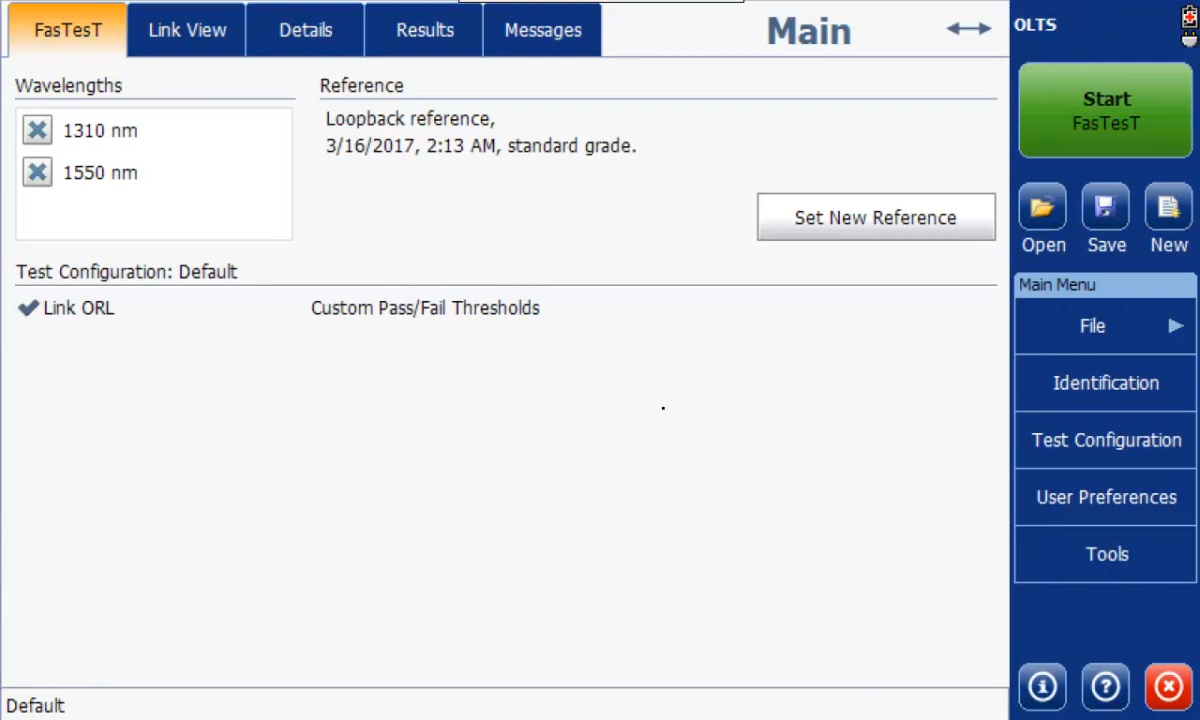 FasTesT
Link View
Details
Results
Messages
Main
OLTS
Wavelengths
1310 nm
1550 nm
Reference
Loopback reference,
3/16/2017, 2:13 AM, standard grade.
Set New Reference
Test Configuration: Default
Link ORL
Custom Pass/Fail Thresholds
Start
FasTesT
Open
Save
New
Main Menu
File
Identification
Test Configuration
User Preferences
Tools
Default